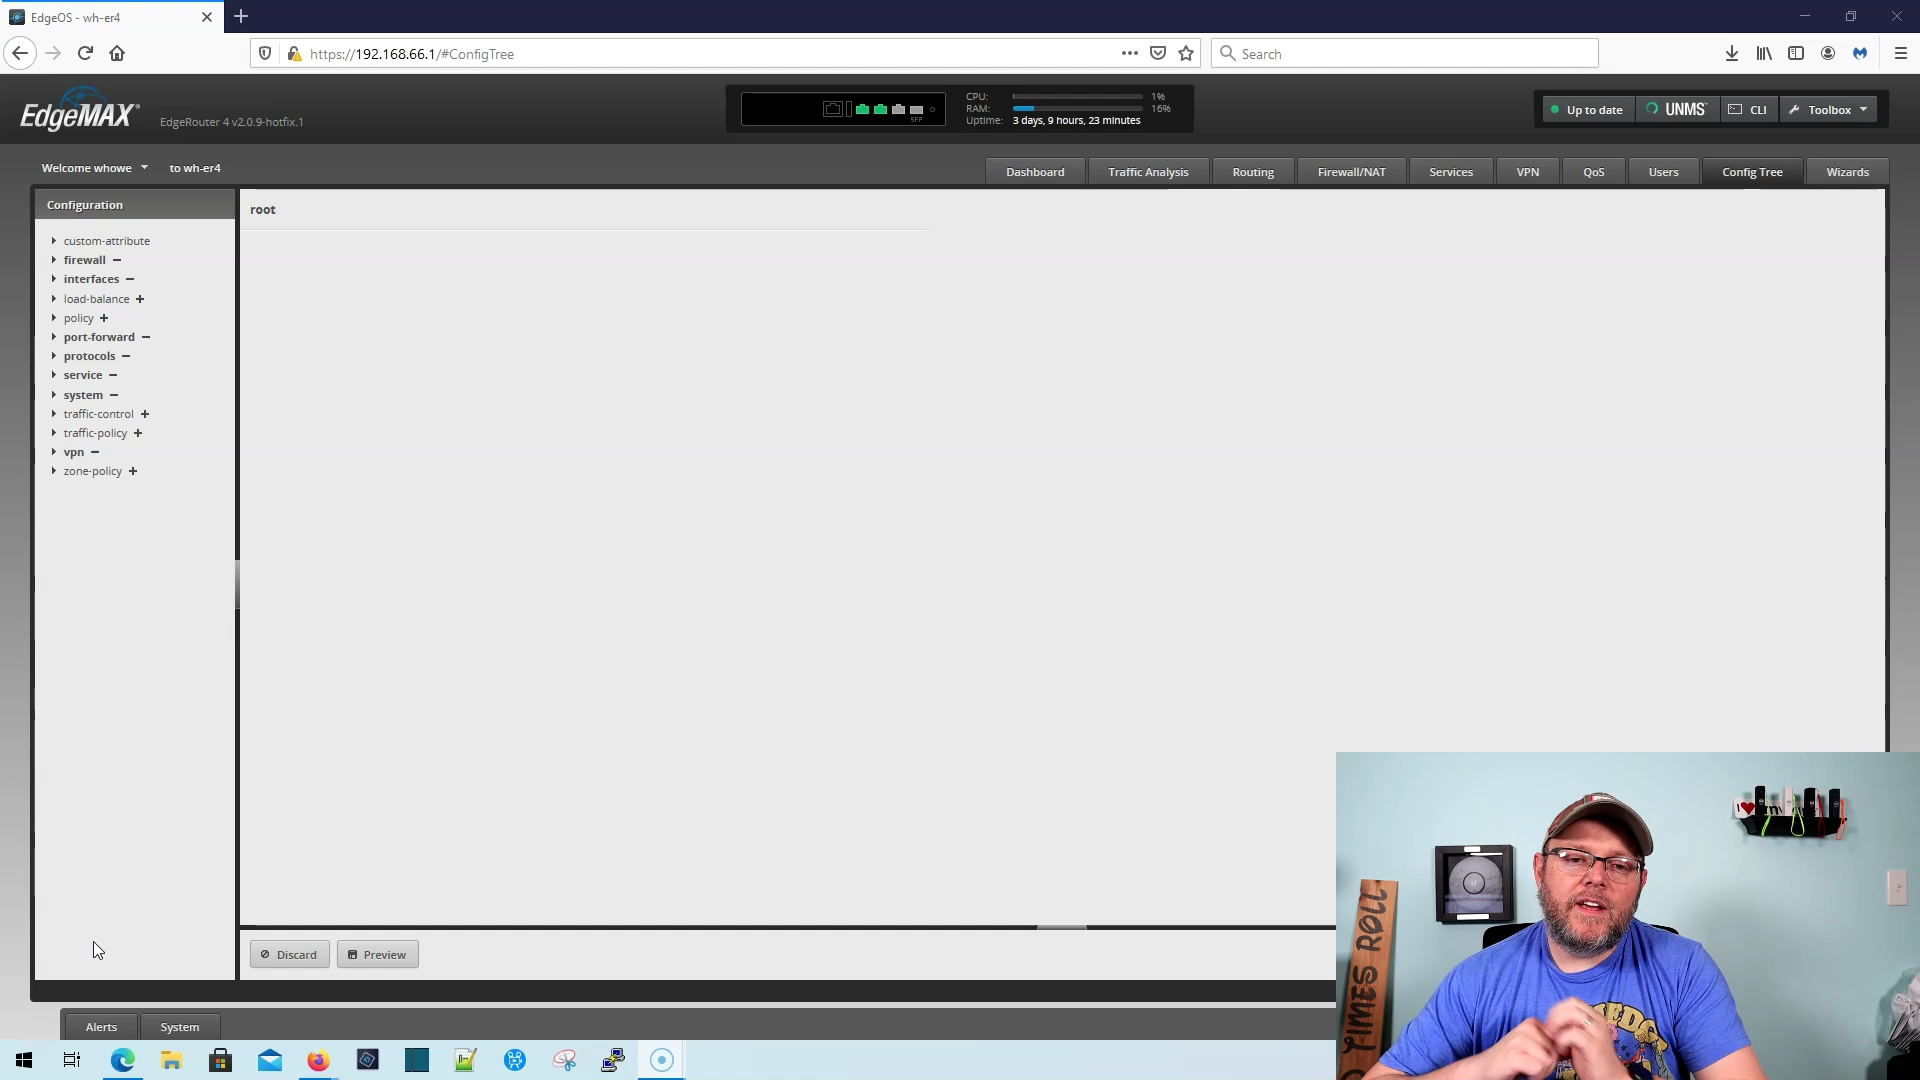 EdgeOS - wh-er4
https://192.168.66.1/#ConfigTree
Search
EdgeMAX
EdgeRouter 4 v2.0.9-hotfix.1
SFP
CPU: 1%
RAM: 16%
Uptime: 3 days, 9 hours, 23 minutes
Up to date
UNMS
CLI
Toolbox
Welcome whowe to wh-er4
Dashboard
Traffic Analysis
Routing
Firewall/NAT
Services
VPN
QoS
Users
Config Tree
Wizards
Configuration
root
custom-attribute
firewall
interfaces
load-balance
policy
port-forward
protocols
service
system
traffic-control
traffic-policy
vpn
zone-policy
Discard
Preview
Alerts
System
TIMES ROLL
I